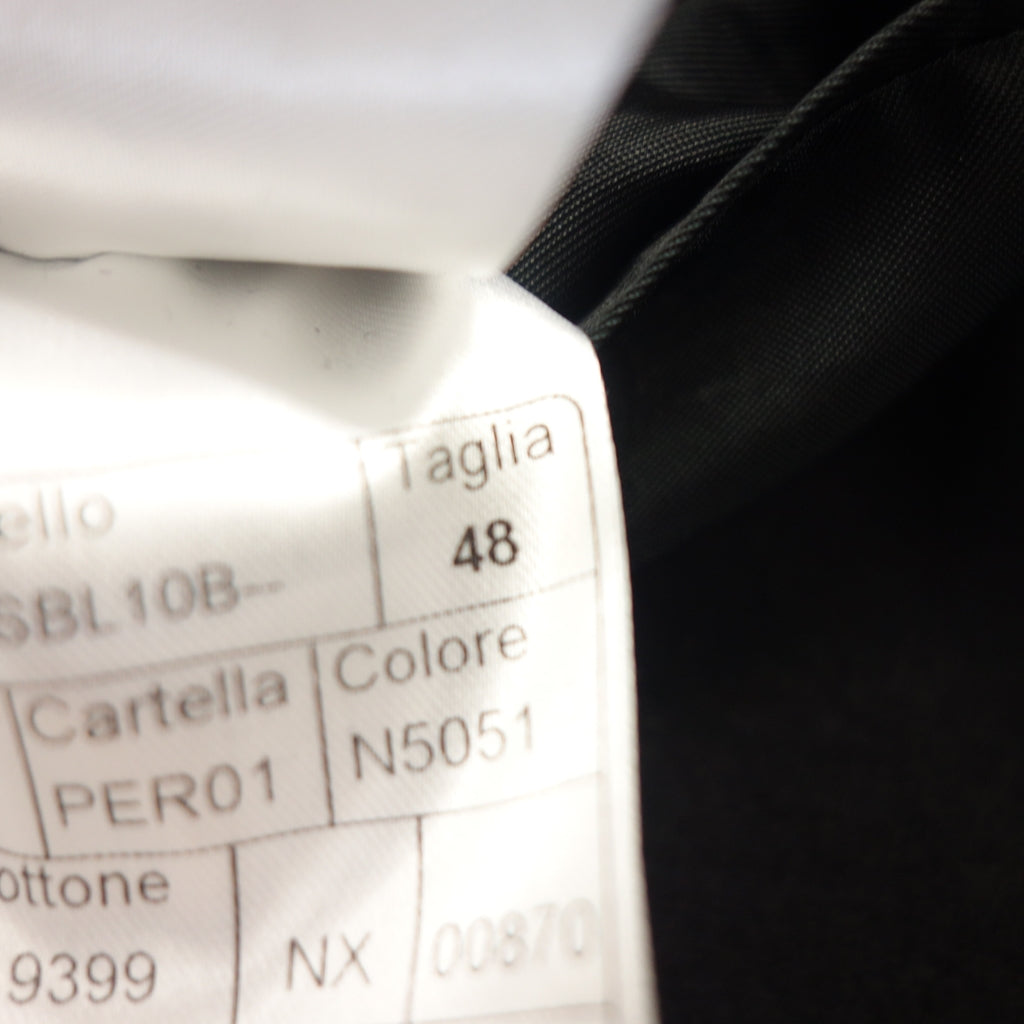 ello Taglia
SBL10B-- 48
Cartella Colore
PER01 N5051
ottone
9399 NX 00870